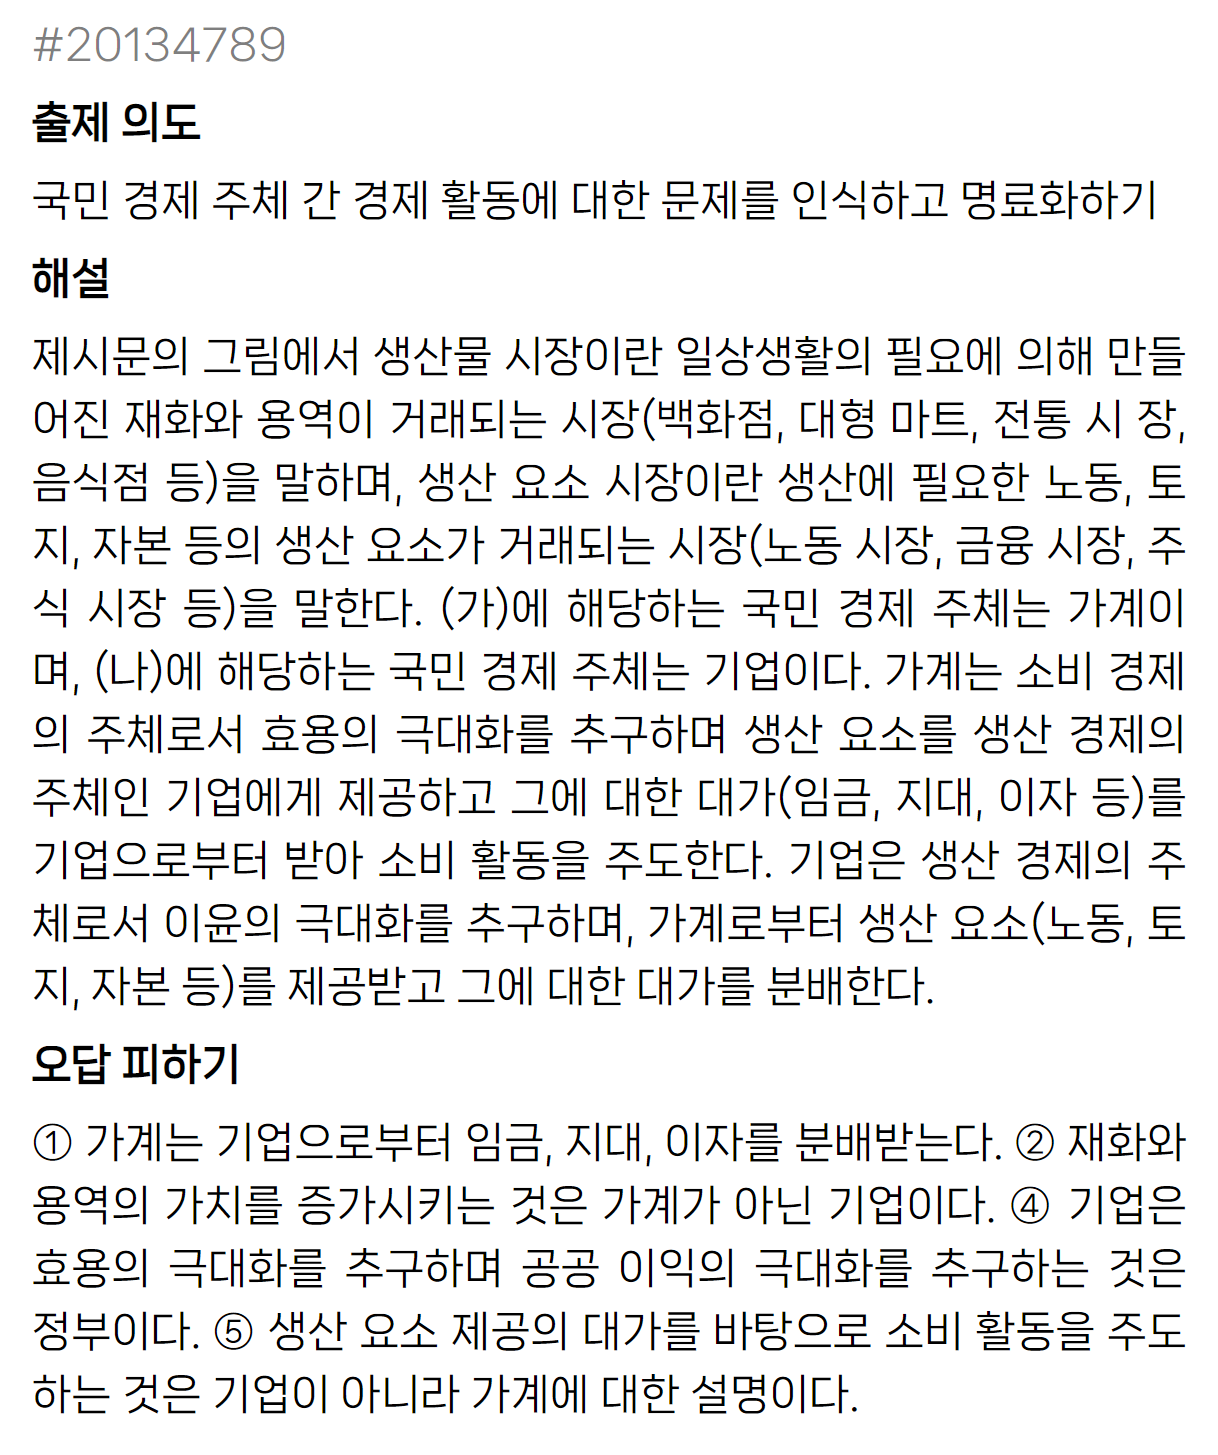 #20134789
출제 의도
국민 경제 주체 간 경제 활동에 대한 문제를 인식하고 명료화하기
해설
제시문의 그림에서 생산물 시장이란 일상생활의 필요에 의해 만들
어진 재화와 용역이 거래되는 시장(백화점, 대형 마트, 전통 시 장,
음식점 등)을 말하며, 생산 요소 시장이란 생산에 필요한 노동, 토
지, 자본 등의 생산 요소가 거래되는 시장(노동 시장, 금융 시장, 주
식 시장 등)을 말한다. (가)에 해당하는 국민 경제 주체는 가계이
며, (나)에 해당하는 국민 경제 주체는 기업이다. 가계는 소비 경제
의 주체로서 효용의 극대화를 추구하며 생산 요소를 생산 경제의
주체인 기업에게 제공하고 그에 대한 대가(임금, 지대, 이자 등)를
기업으로부터 받아 소비 활동을 주도한다. 기업은 생산 경제의 주
체로서 이윤의 극대화를 추구하며, 가계로부터 생산 요소(노동, 토
지, 자본 등)를 제공받고 그에 대한 대가를 분배한다.
오답 피하기
① 가계는 기업으로부터 임금, 지대, 이자를 분배받는다. ② 재화와
용역의 가치를 증가시키는 것은 가계가 아닌 기업이다. ④ 기업은
효용의 극대화를 추구하며 공공 이익의 극대화를 추구하는 것은
정부이다. ⑤ 생산 요소 제공의 대가를 바탕으로 소비 활동을 주도
하는 것은 기업이 아니라 가계에 대한 설명이다.